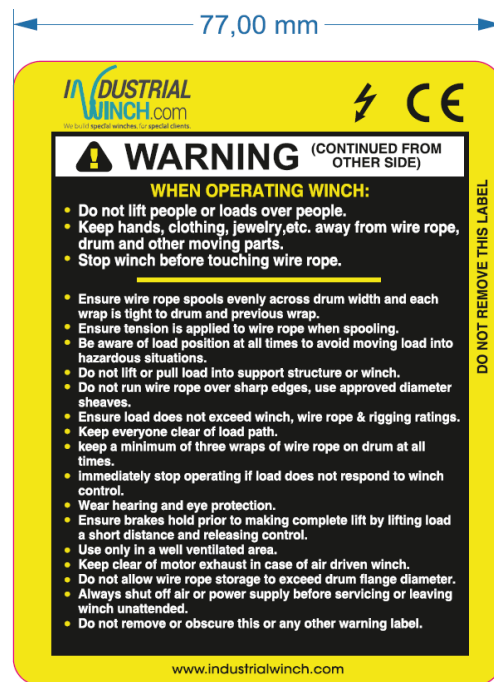 77,00 mm
INDUSTRIAL
WINCH.com
We build special winches, for special clients.
CE
WARNING
(CONTINUED FROM
OTHER SIDE)
WHEN OPERATING WINCH:
• Do not lift people or loads over people.
• Keep hands, clothing, jewelry,etc. away from wire rope,
drum and other moving parts.
• Stop winch before touching wire rope.
• Ensure wire rope spools evenly across drum width and each
wrap is tight to drum and previous wrap.
• Ensure tension is applied to wire rope when spooling.
• Be aware of load position at all times to avoid moving load into
hazardous situations.
• Do not lift or pull load into support structure or winch.
• Do not run wire rope over sharp edges, use approved diameter
sheaves.
• Ensure load does not exceed winch, wire rope & rigging ratings.
• Keep everyone clear of load path.
• keep a minimum of three wraps of wire rope on drum at all
times.
• immediately stop operating if load does not respond to winch
control.
• Wear hearing and eye protection.
• Ensure brakes hold prior to making complete lift by lifting load
a short distance and releasing control.
• Use only in a well ventilated area.
• Keep clear of motor exhaust in case of air driven winch.
• Do not allow wire rope storage to exceed drum flange diameter.
• Always shut off air or power supply before servicing or leaving
winch unattended.
• Do not remove or obscure this or any other warning label.
DO NOT REMOVE THIS LABEL
www.industrialwinch.com